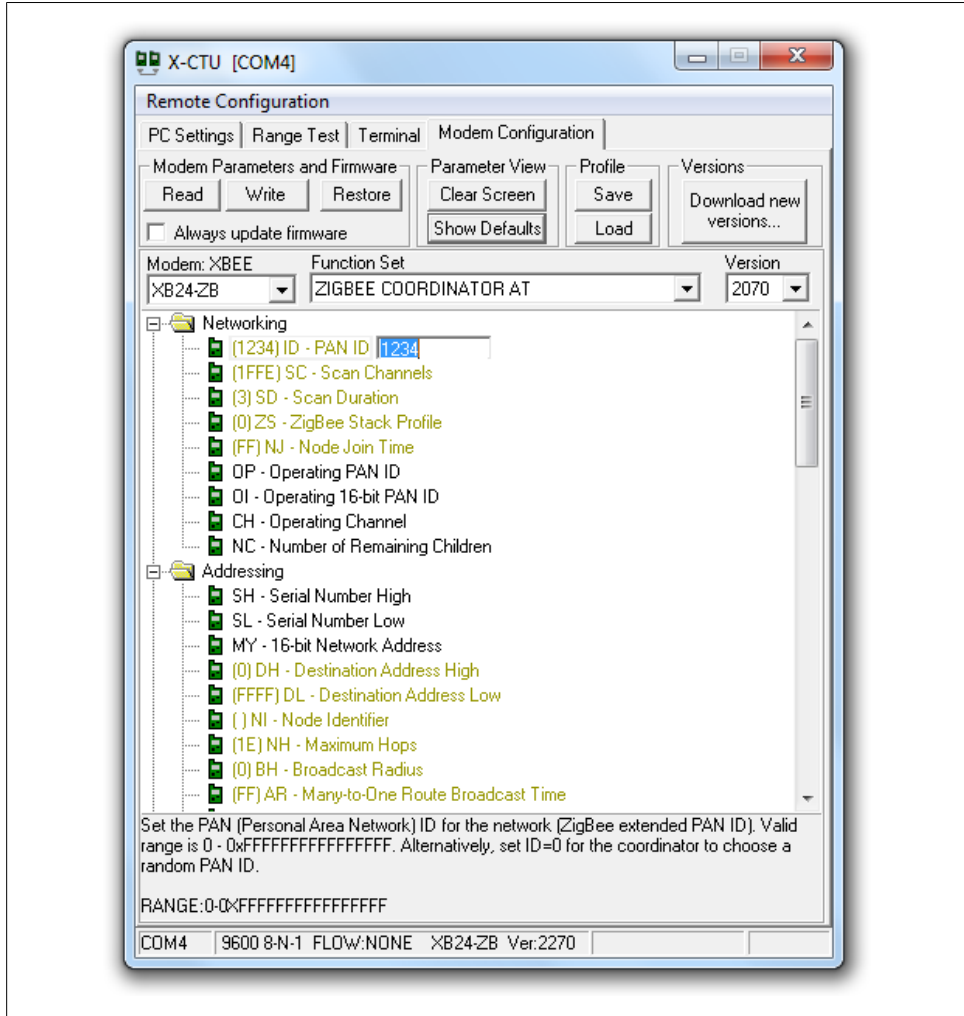 X-CTU [COM4]
Remote Configuration
PC Settings Range Test Terminal Modem Configuration
Modem Parameters and Firmware Parameter View Profile Versions
Read Write Restore Clear Screen Save Download new versions...
Always update firmware Show Defaults Load
Modem: XBEE Function Set Version
XB24-ZB ZIGBEE COORDINATOR AT 2070
Networking
(1234) ID - PAN ID 1234
(1FFE) SC - Scan Channels
(3) SD - Scan Duration
(0) ZS - ZigBee Stack Profile
(FF) NJ - Node Join Time
OP - Operating PAN ID
OI - Operating 16-bit PAN ID
CH - Operating Channel
NC - Number of Remaining Children
Addressing
SH - Serial Number High
SL - Serial Number Low
MY - 16-bit Network Address
(0) DH - Destination Address High
(FFFF) DL - Destination Address Low
( ) NI - Node Identifier
(1E) NH - Maximum Hops
(0) BH - Broadcast Radius
(FF) AR - Many-to-One Route Broadcast Time
Set the PAN (Personal Area Network) ID for the network (ZigBee extended PAN ID). Valid
range is 0 - 0xFFFFFFFFFFFFFFFF. Alternatively, set ID=0 for the coordinator to choose a
random PAN ID.
RANGE:0-0XFFFFFFFFFFFFFFFF
COM4 9600 8-N-1 FLOW:NONE XB24-ZB Ver:2270